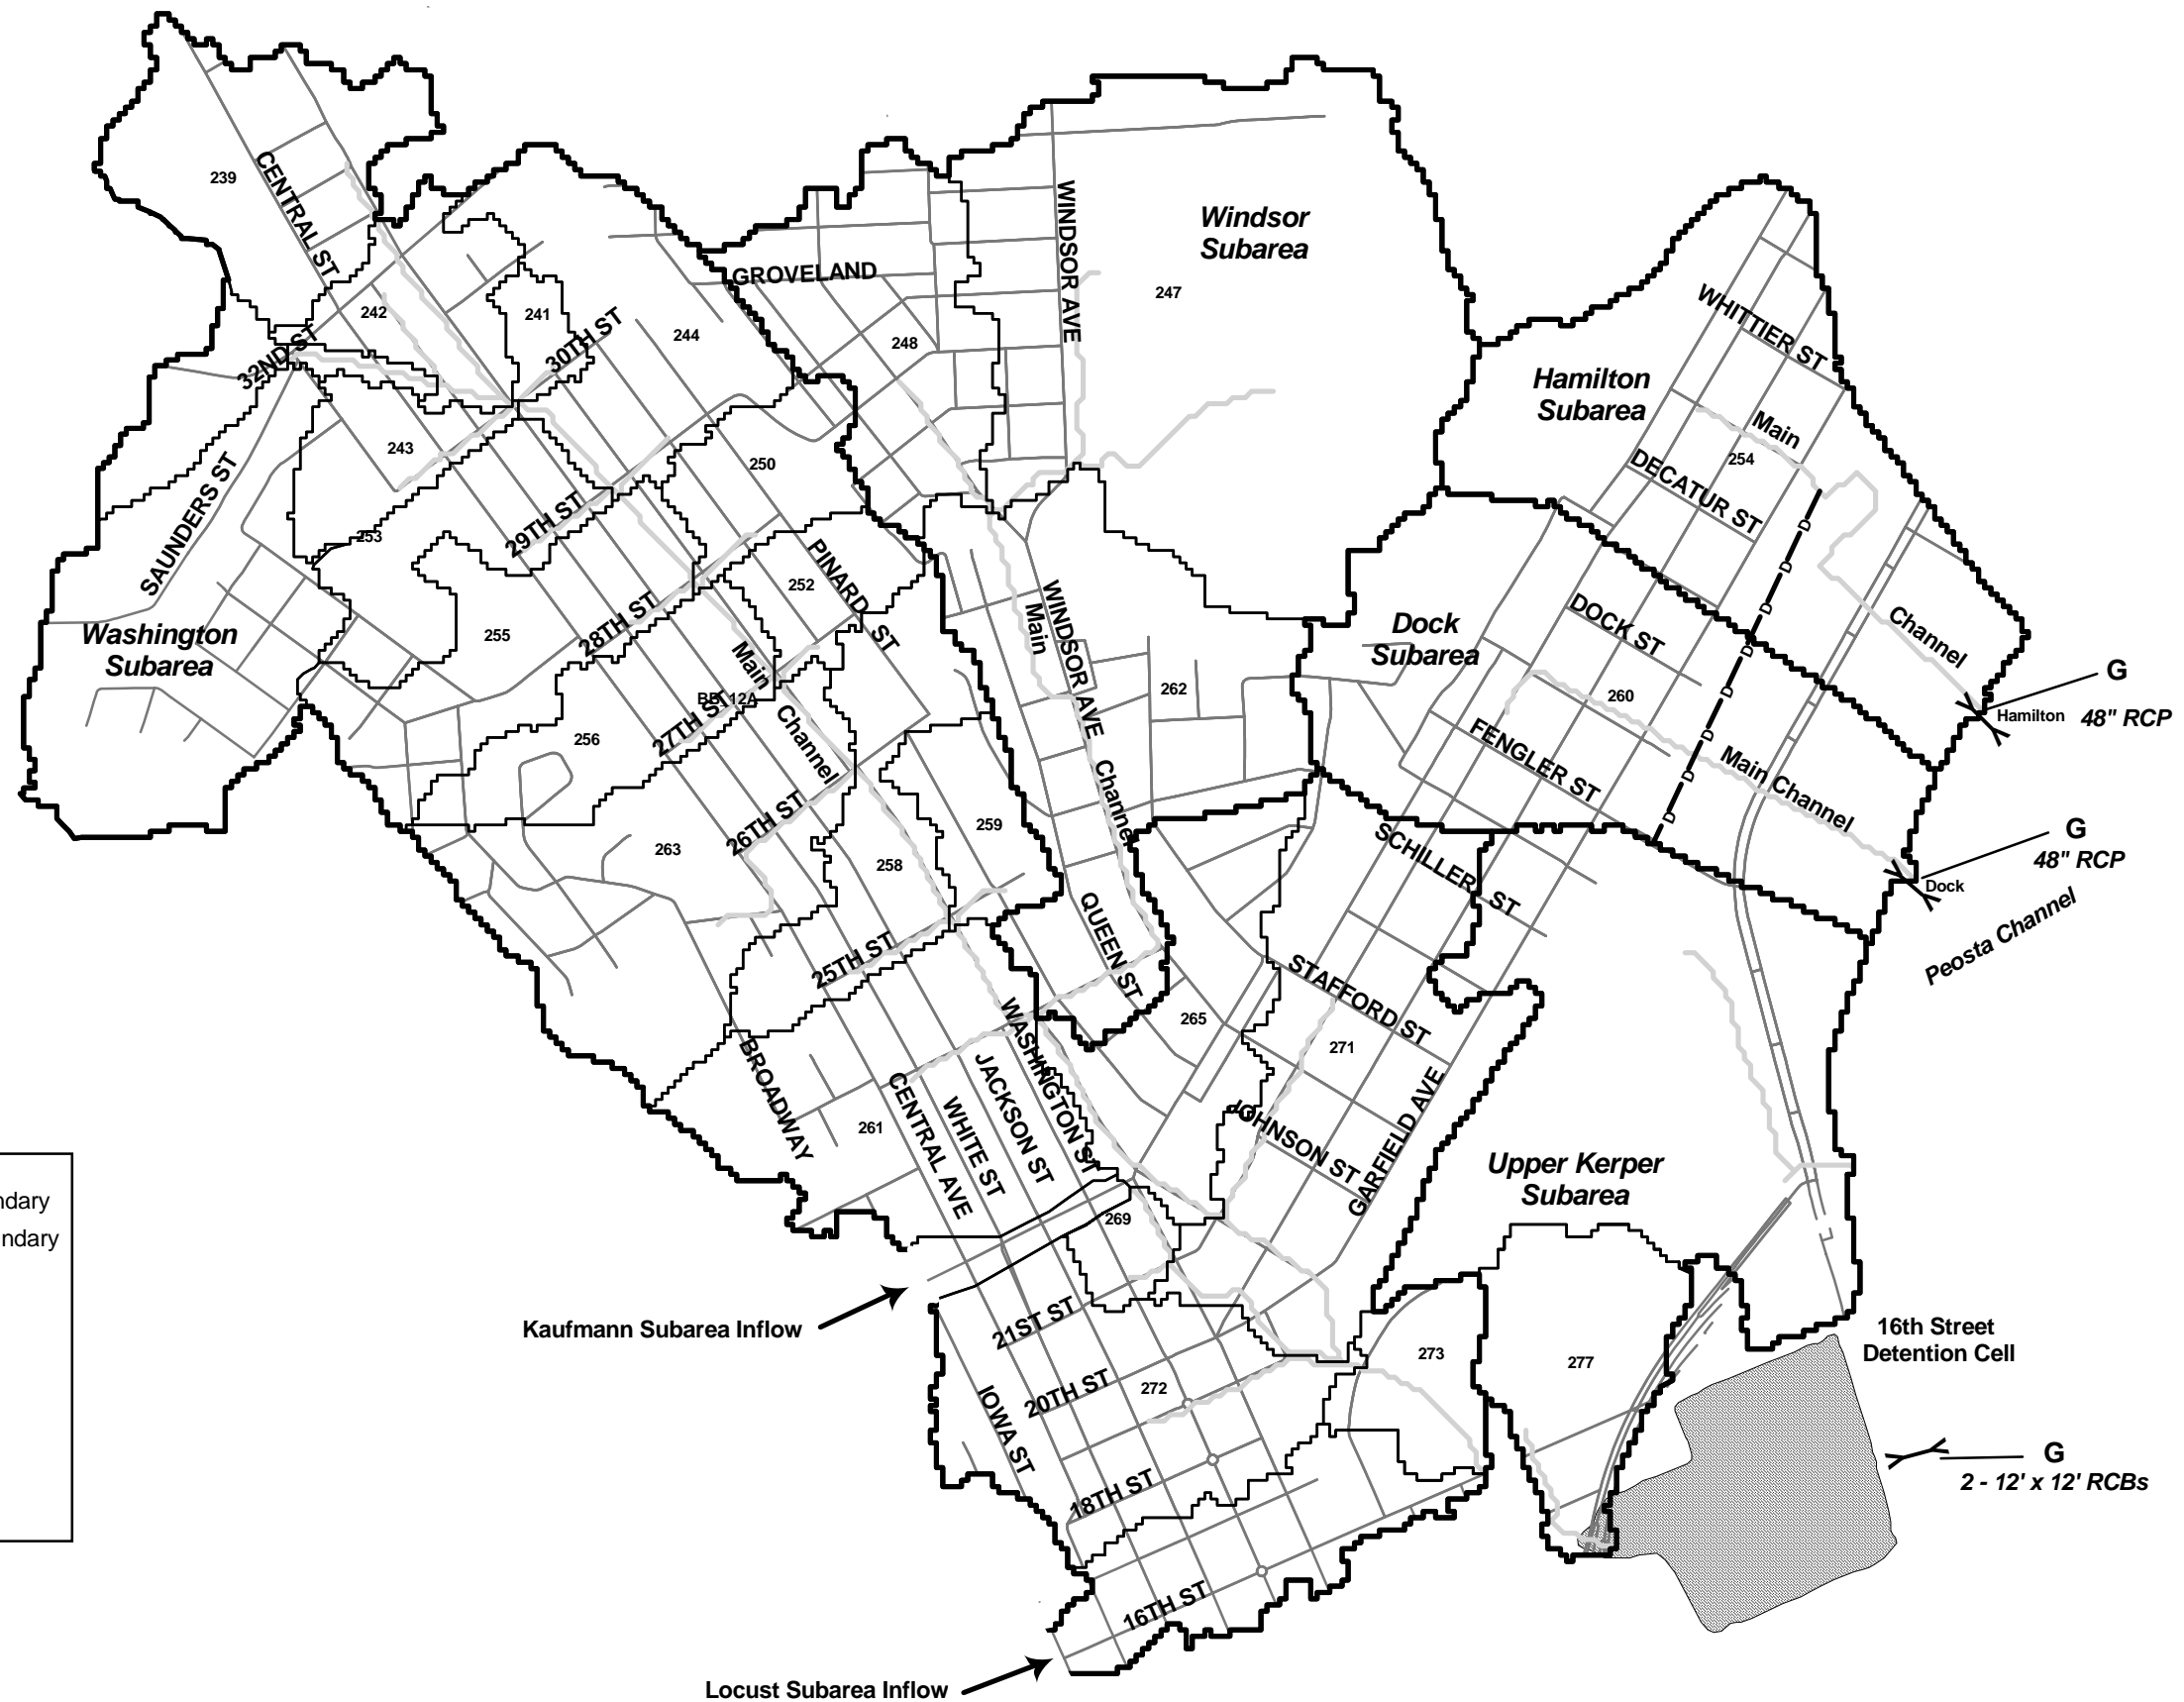 239
CENTRAL ST
WINDSOR AVE
Windsor
Subarea
GROVELAND
247
242
241
30TH ST
244
248
32ND ST
WHITTIER ST
Hamilton
Subarea
Main
254
DECATUR ST
243
250
SAUNDERS ST
29TH ST
253
D
D
D
D
D
D
D
D
PINARD ST
252
WINDSOR AVE
Main
Channel
Washington
Subarea
255
28TH ST
Main
Channel
Dock
Subarea
DOCK ST
Channel
262
260
G
Hamilton
48" RCP
27TH ST
256
FENGLER ST
Main Channel
26TH ST
263
259
258
SCHILLER ST
G
48" RCP
Dock
Peosta Channel
QUEEN ST
25TH ST
STAFFORD ST
265
271
WASHINGTON ST
JACKSON ST
WHITE ST
CENTRAL AVE
BROADWAY
261
JOHNSON ST
GARFIELD AVE
Upper Kerper
Subarea
ndary
ndary
269
Kaufmann Subarea Inflow
21ST ST
273
277
16th Street
Detention Cell
20TH ST
272
IOWA ST
18TH ST
G
2 - 12' x 12' RCBs
16TH ST
Locust Subarea Inflow